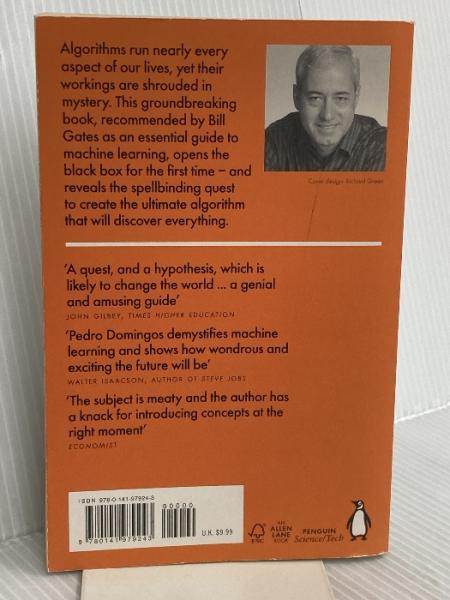 Algorithms run nearly every
aspect of our lives, yet their
workings are shrouded in
mystery. This groundbreaking
book, recommended by Bill
Gates as an essential guide to
machine learning, opens the
black box for the first time – and
reveals the spellbinding quest
to create the ultimate algorithm
that will discover everything.
Cover design: Richard Green
‘A quest, and a hypothesis, which is
likely to change the world ... a genial
and amusing guide’
JOHN GILBEY, TIMES HIGHER EDUCATION
‘Pedro Domingos demystifies machine
learning and shows how wondrous and
exciting the future will be’
WALTER ISAACSON, AUTHOR OF STEVE JOBS
‘The subject is meaty and the author has
a knack for introducing concepts at the
right moment’
ECONOMIST
ISBN 978-0-141-97924-3
00000
9 780141 979243
U.K. £9.99
FSC
AN
ALLEN
LANE
BOOK
PENGUIN
Science/Tech